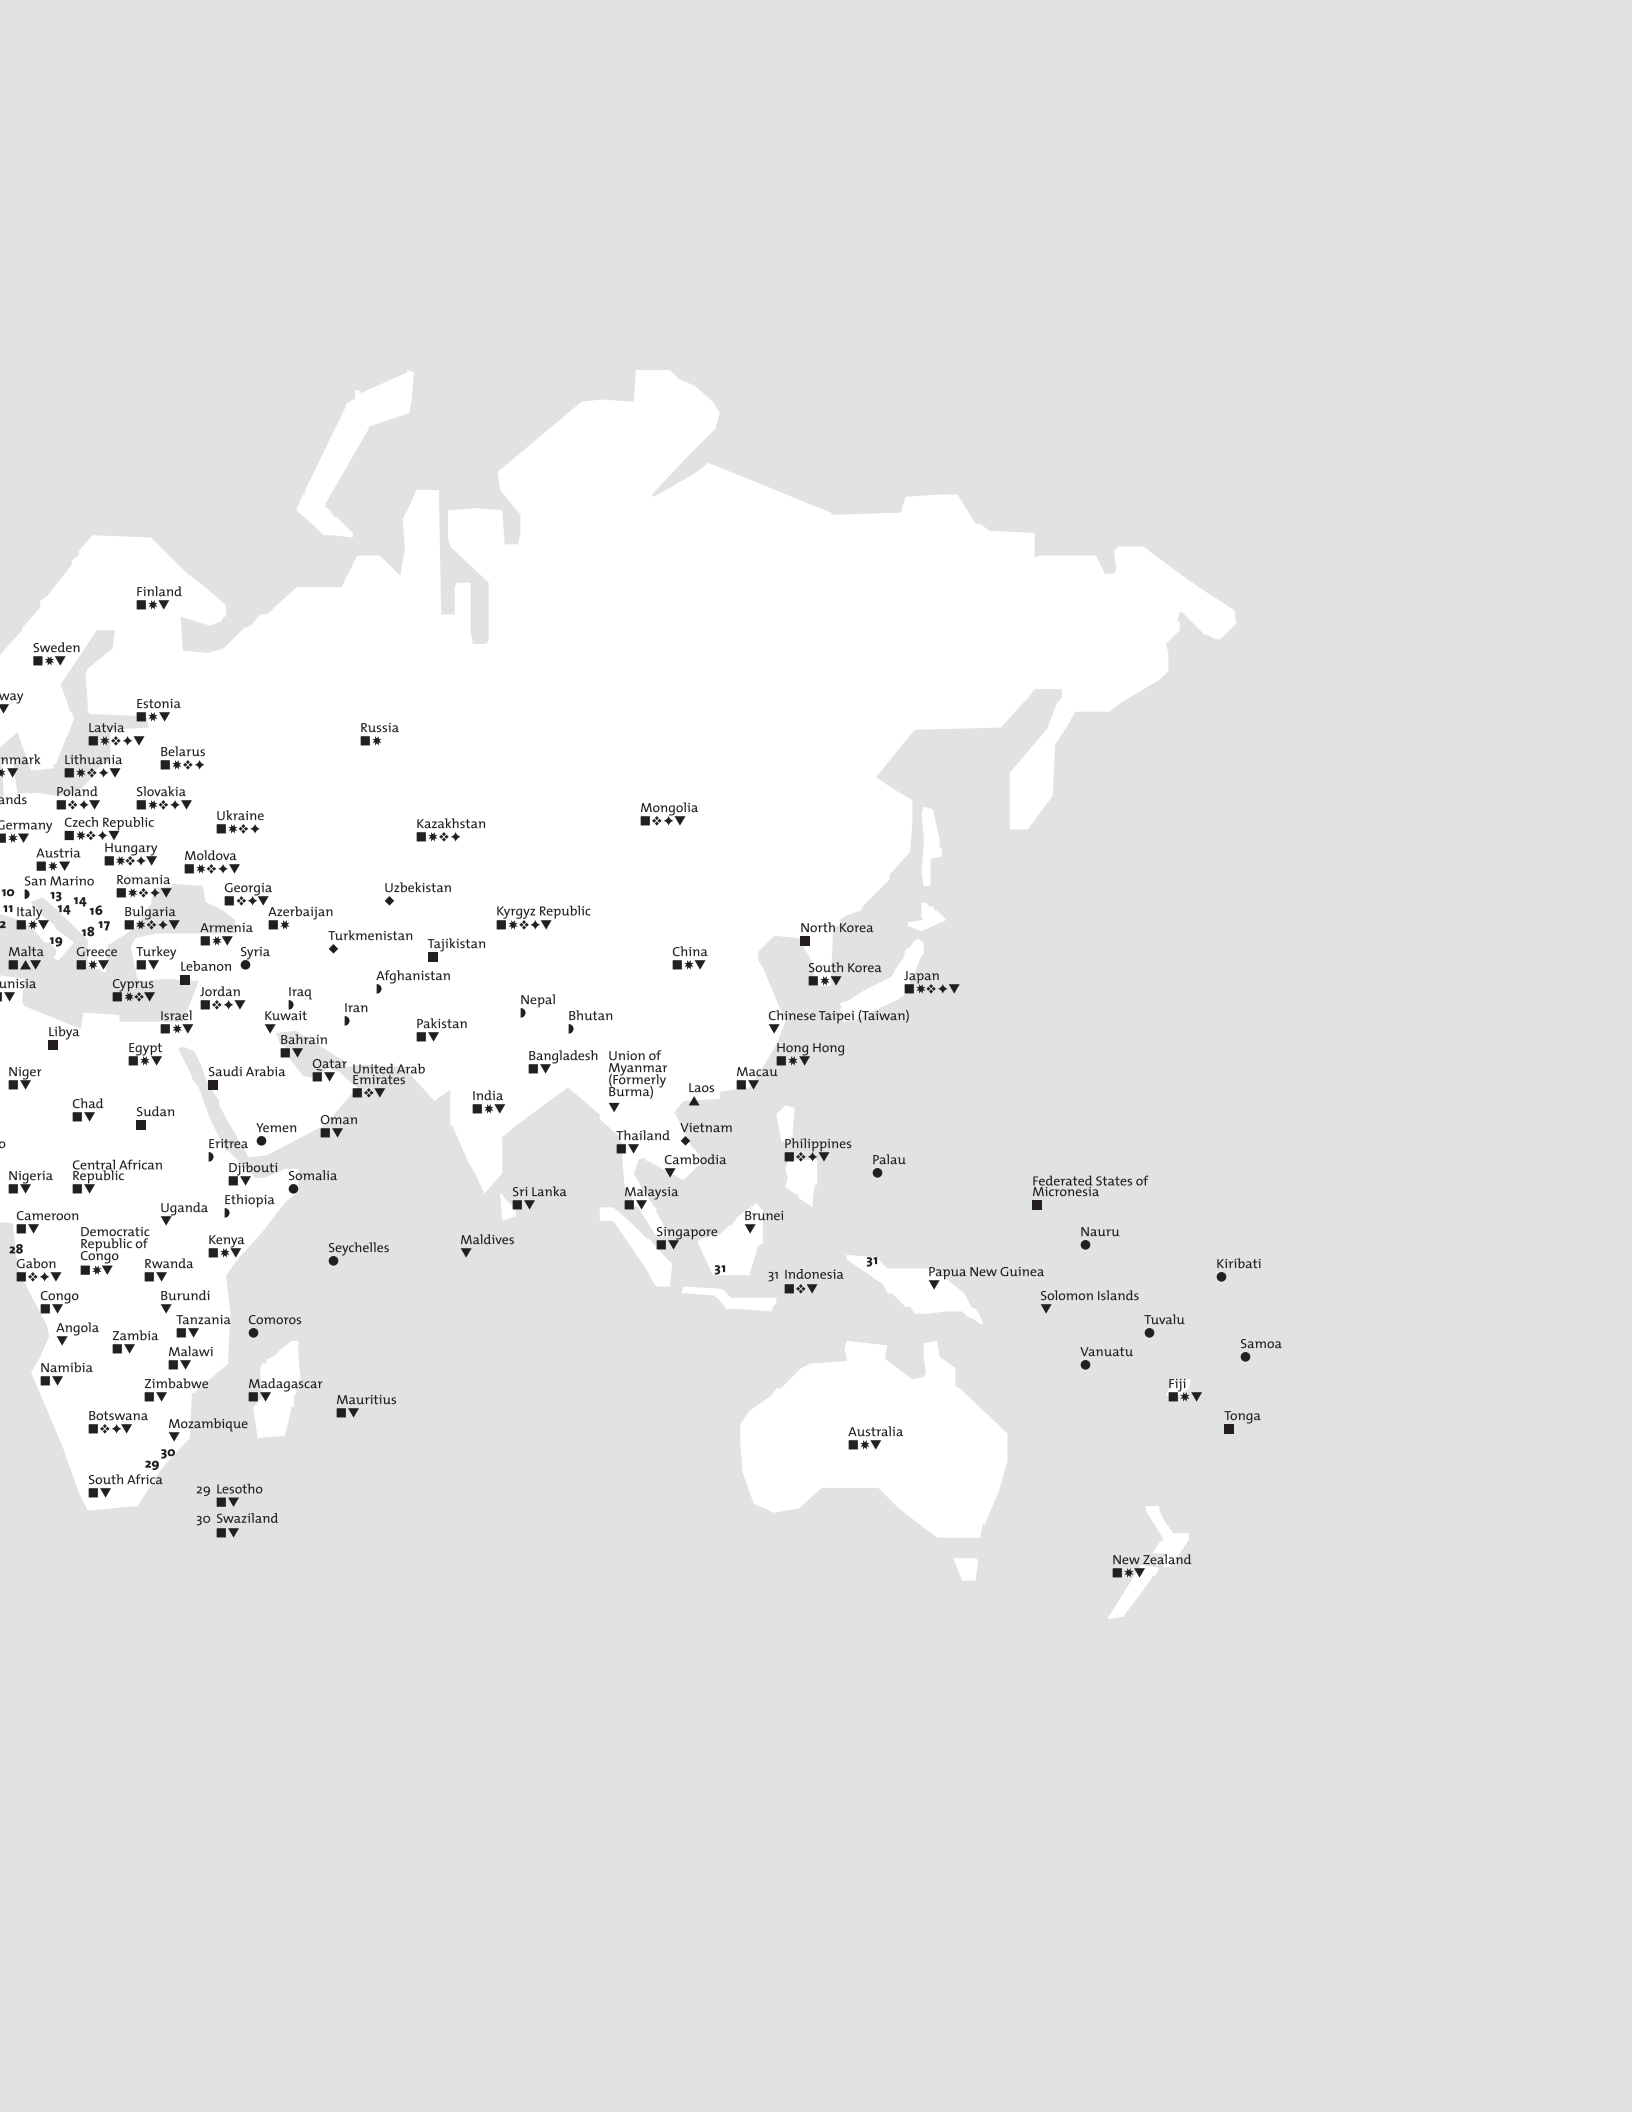 Finland
Sweden
way
Estonia
Latvia
Russia
Belarus
nmark
Lithuania
Poland
Slovakia
ands
Mongolia
Ukraine
Germany
Czech Republic
Kazakhstan
Hungary
Austria
Moldova
San Marino
Romania
10
13
14
Georgia
Uzbekistan
11
Italy
14
16
Bulgaria
Azerbaijan
Kyrgyz Republic
2
18
17
Armenia
North Korea
19
Turkmenistan
Tajikistan
Malta
Greece
Turkey
Syria
China
Lebanon
South Korea
Afghanistan
Japan
unisia
Cyprus
Jordan
Iraq
Nepal
Iran
Israel
Kuwait
Pakistan
Bhutan
Chinese Taipei (Taiwan)
Libya
Bahrain
Egypt
Hong Hong
Bangladesh
Union of
Myanmar
(Formerly
Burma)
Qatar
United Arab
Emirates
Niger
Saudi Arabia
Macau
Laos
India
Chad
Sudan
Oman
Yemen
Vietnam
Thailand
o
Eritrea
Philippines
Cambodia
Palau
Central African
Republic
Djibouti
Nigeria
Somalia
Federated States of
Micronesia
Sri Lanka
Malaysia
Ethiopia
Uganda
Cameroon
Brunei
Democratic
Republic of
Congo
Singapore
Nauru
Kenya
Maldives
28
Seychelles
Gabon
Rwanda
31
31
Kiribati
31 Indonesia
Papua New Guinea
Congo
Burundi
Solomon Islands
Tanzania
Comoros
Tuvalu
Angola
Zambia
Samoa
Malawi
Vanuatu
Namibia
Zimbabwe
Madagascar
Fiji
Mauritius
Botswana
Tonga
Mozambique
Australia
30
29
South Africa
29 Lesotho
30 Swaziland
New Zealand